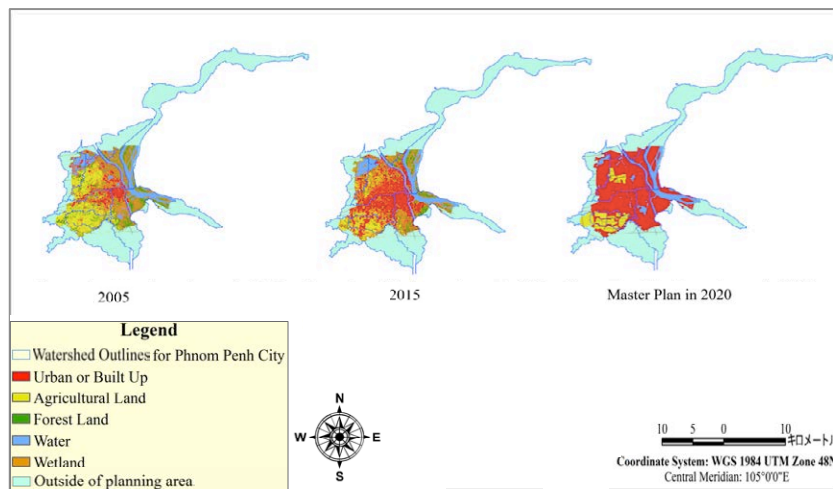 2005
2015
Master Plan in 2020
Legend
Watershed Outlines for Phnom Penh City
Urban or Built Up
Agricultural Land
Forest Land
Water
Wetland
Outside of planning area
N
W E
S
10 5 0 10
キロメートル
Coordinate System: WGS 1984 UTM Zone 48N
Central Meridian: 105°0'0"E